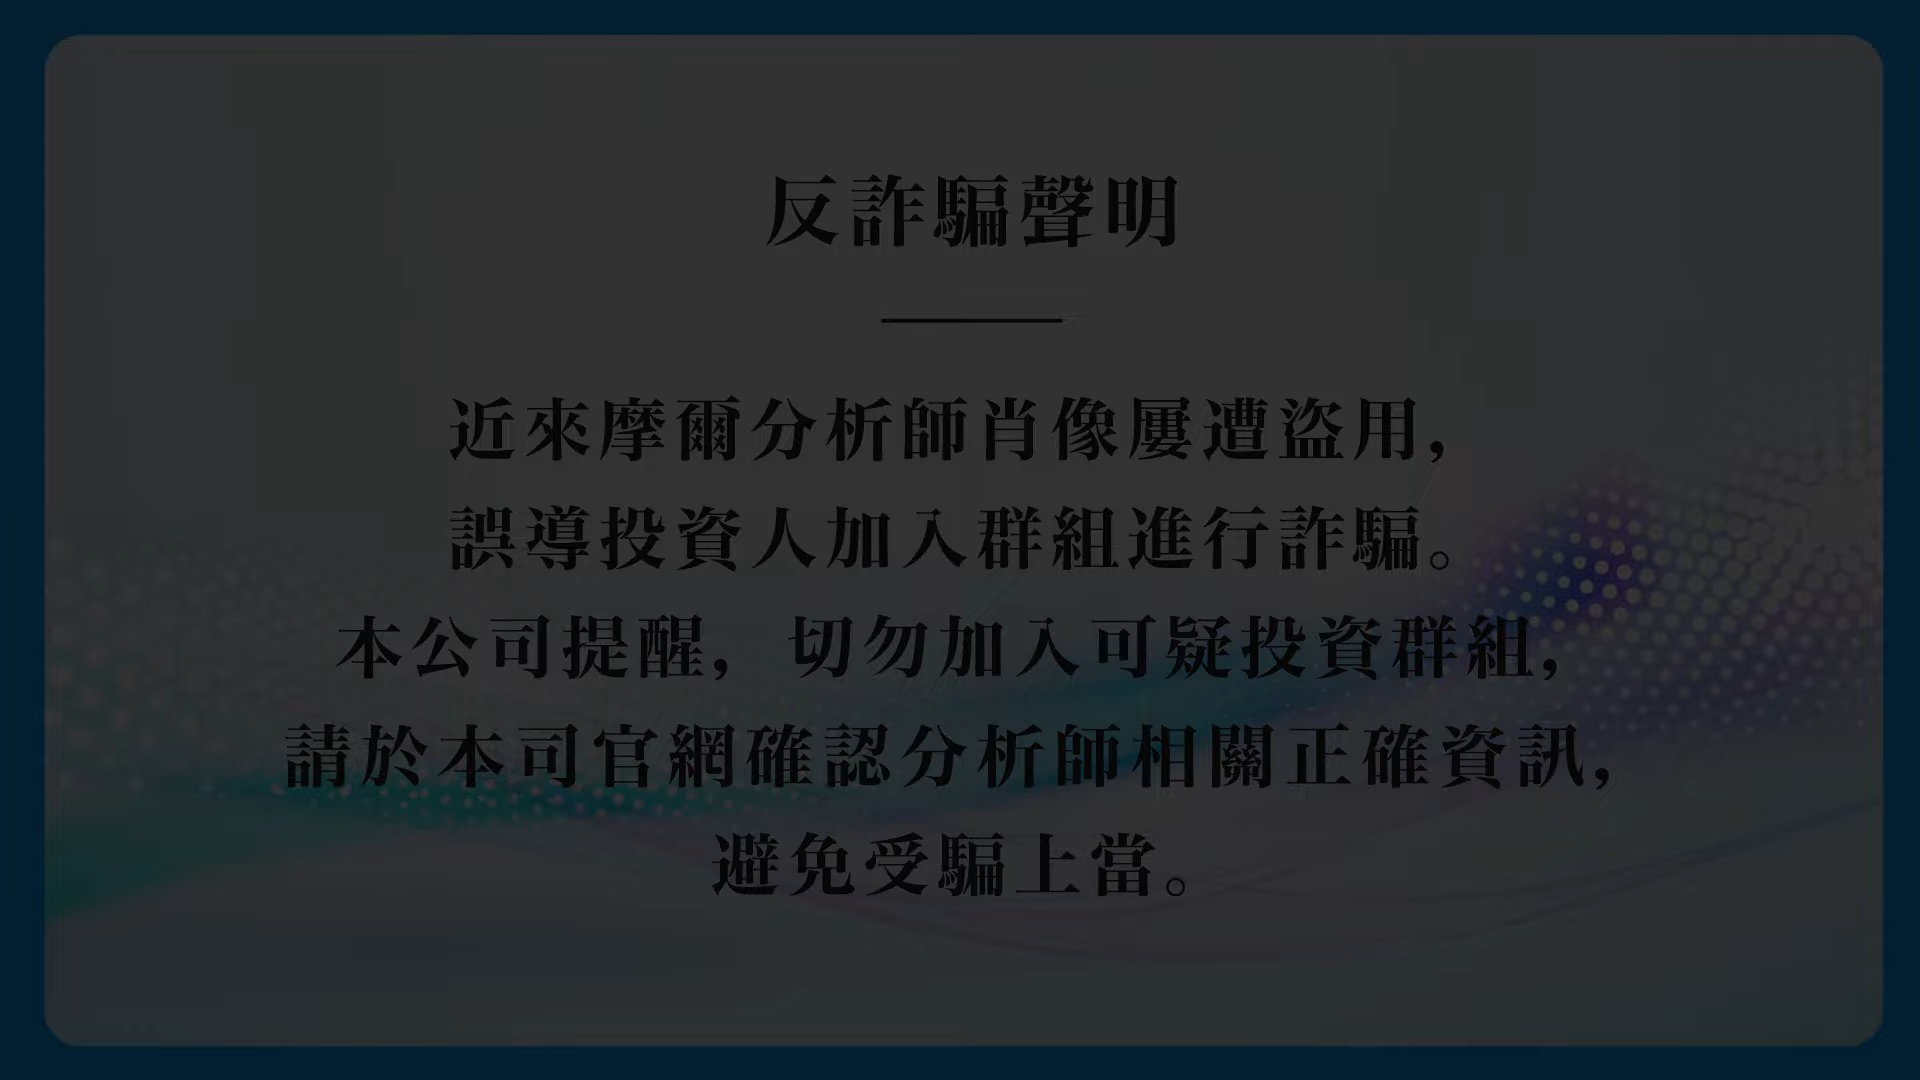 反詐騙聲明
近來摩爾分析師肖像屢遭盜用，
誤導投資人加入群組進行詐騙。
本公司提醒，切勿加入可疑投資群組，
請於本司官網確認分析師相關正確資訊，
避免受騙上當。